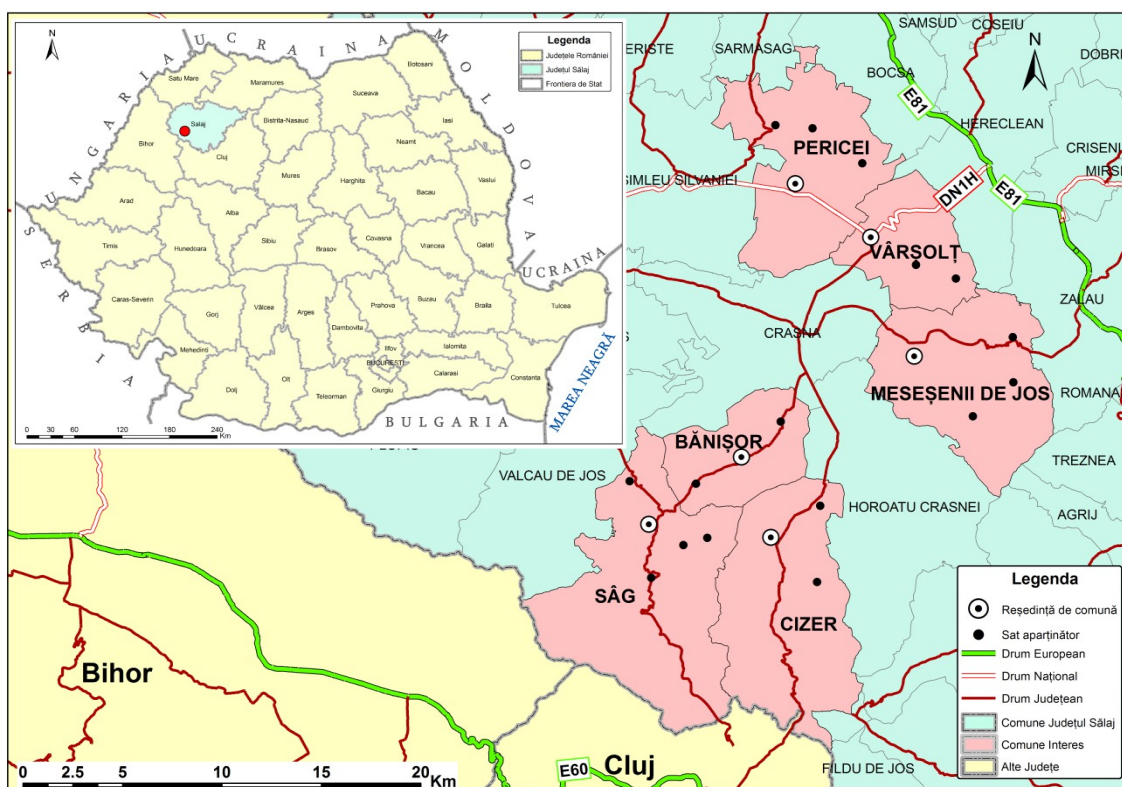 N
UCRAINA
MOLDOVA
UNGARIA
SERBIA
BULGARIA
UCRAINA
MAREA NEAGRĂ
Legenda
Județele României
Județul Sălaj
Frontiera de Stat
Satu Mare
Maramures
Botosani
Suceava
Salaj
Bistrita-Nasaud
Iasi
Bihor
Cluj
Neamt
Mures
Harghita
Vaslui
Bacau
Arad
Alba
Timis
Hunedoara
Sibiu
Brasov
Covasna
Vrancea
Galati
Caras-Severin
Gorj
Vâlcea
Arges
Prahova
Buzau
Braila
Tulcea
Dambovita
Mehedinti
Ilfov
Ialomita
BUCURESTI
Calarasi
Constanta
Dolj
Olt
Teleorman
Giurgiu
0 30 60 120 180 240
Km
N
ERISTE
SARMASAG
SAMSUD
COSEIU
BOCSA
DOBRI
E81
PERICEI
HERECLEAN
CRISENI
SIMLEU SILVANIEI
DN1H
E81
MIRS
VÂRȘOLȚ
ZALAU
CRASNA
MESEȘENII DE JOS
ROMANA
BĂNIȘOR
VALCAU DE JOS
TREZNEA
HOROATU CRASNEI
AGRIJ
SÂG
CIZER
Bihor
Cluj
E60
FILDU DE JOS
0 2.5 5 10 15 20
Km
Legenda
Reședință de comună
Sat aparținător
Drum European
Drum Național
Drum Județean
Comune Județul Sălaj
Comune Interes
Alte Județe